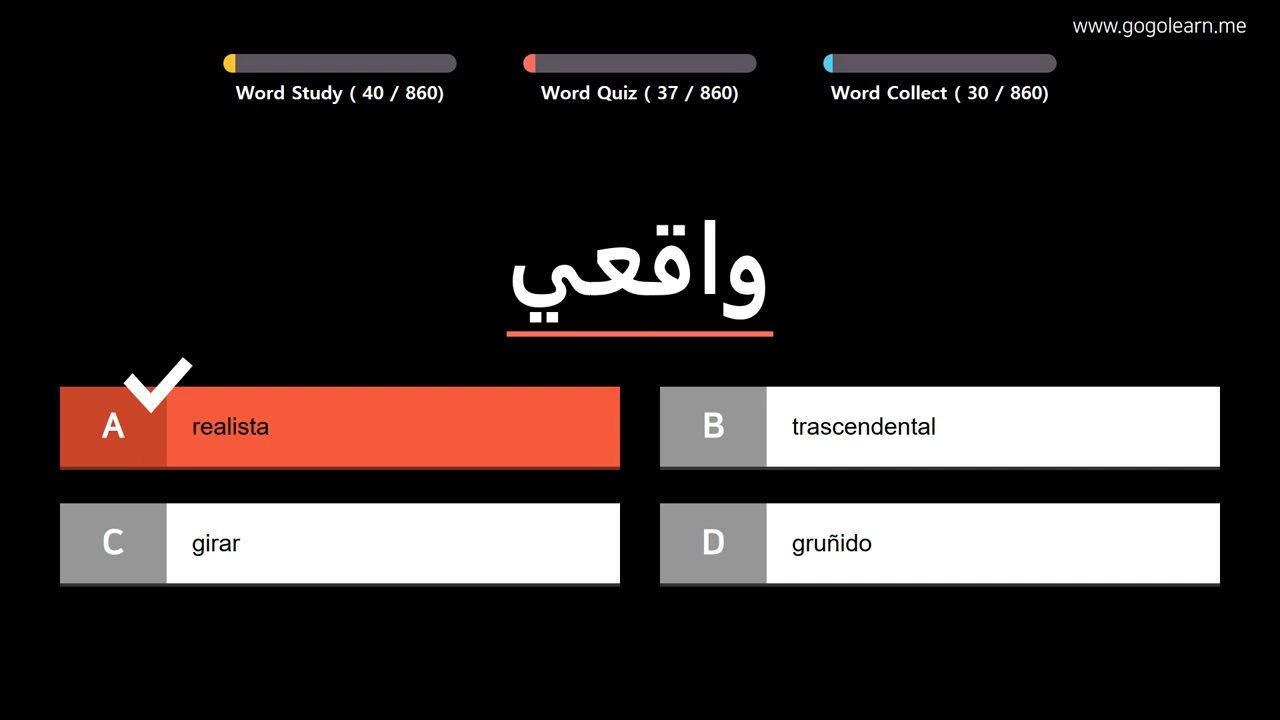 www.gogolearn.me
Word Study ( 40 / 860)
Word Quiz ( 37 / 860)
Word Collect ( 30 / 860)
واقعي
A
realista
B
trascendental
C
girar
D
gruñido